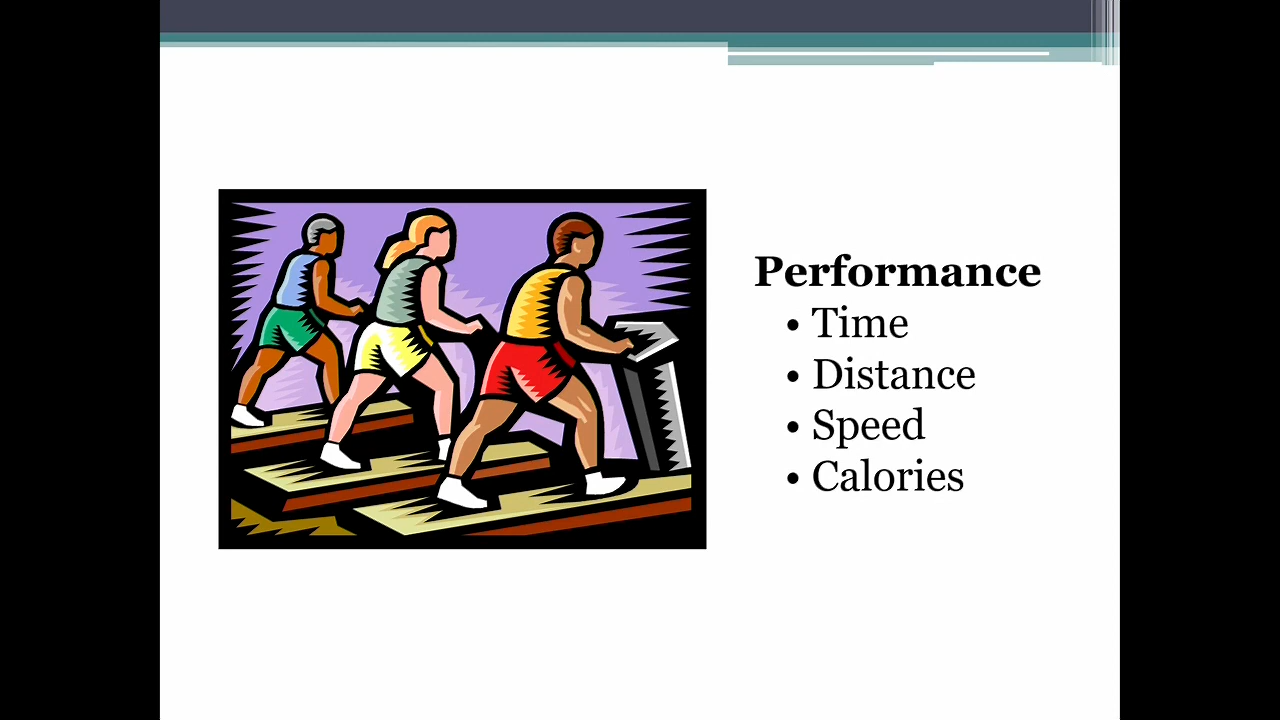 Performance
• Time
• Distance
• Speed
• Calories